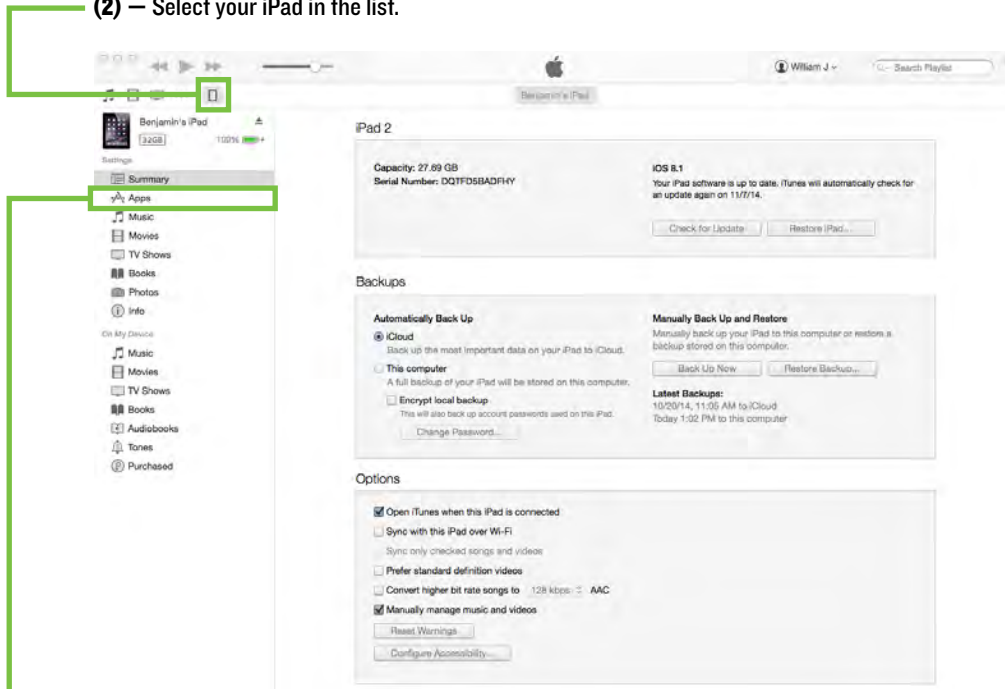 (2) — Select your iPad in the list.
William J
Search Playlist
Benjamin's iPad
Benjamin's iPad
32GB
100%
Settings
Summary
Apps
Music
Movies
TV Shows
Books
Photos
Info
On My Device
Music
Movies
TV Shows
Books
Audiobooks
Tones
Purchased
iPad 2
Capacity: 27.69 GB
Serial Number: DQTFD5BADFHY
iOS 8.1
Your iPad software is up to date. iTunes will automatically check for
an update again on 11/7/14.
Check for Update
Restore iPad...
Backups
Automatically Back Up
iCloud
Back up the most important data on your iPad to iCloud.
This computer
A full backup of your iPad will be stored on this computer.
Encrypt local backup
This will also back up account passwords used on this iPad.
Change Password...
Manually Back Up and Restore
Manually back up your iPad to this computer or restore a
backup stored on this computer.
Back Up Now
Restore Backup...
Latest Backups:
10/20/14, 11:05 AM to iCloud
Today 1:02 PM to this computer
Options
Open iTunes when this iPad is connected
Sync with this iPad over Wi-Fi
Sync only checked songs and videos
Prefer standard definition videos
Convert higher bit rate songs to 128 kbps AAC
Manually manage music and videos
Reset Warnings
Configure Accessibility...